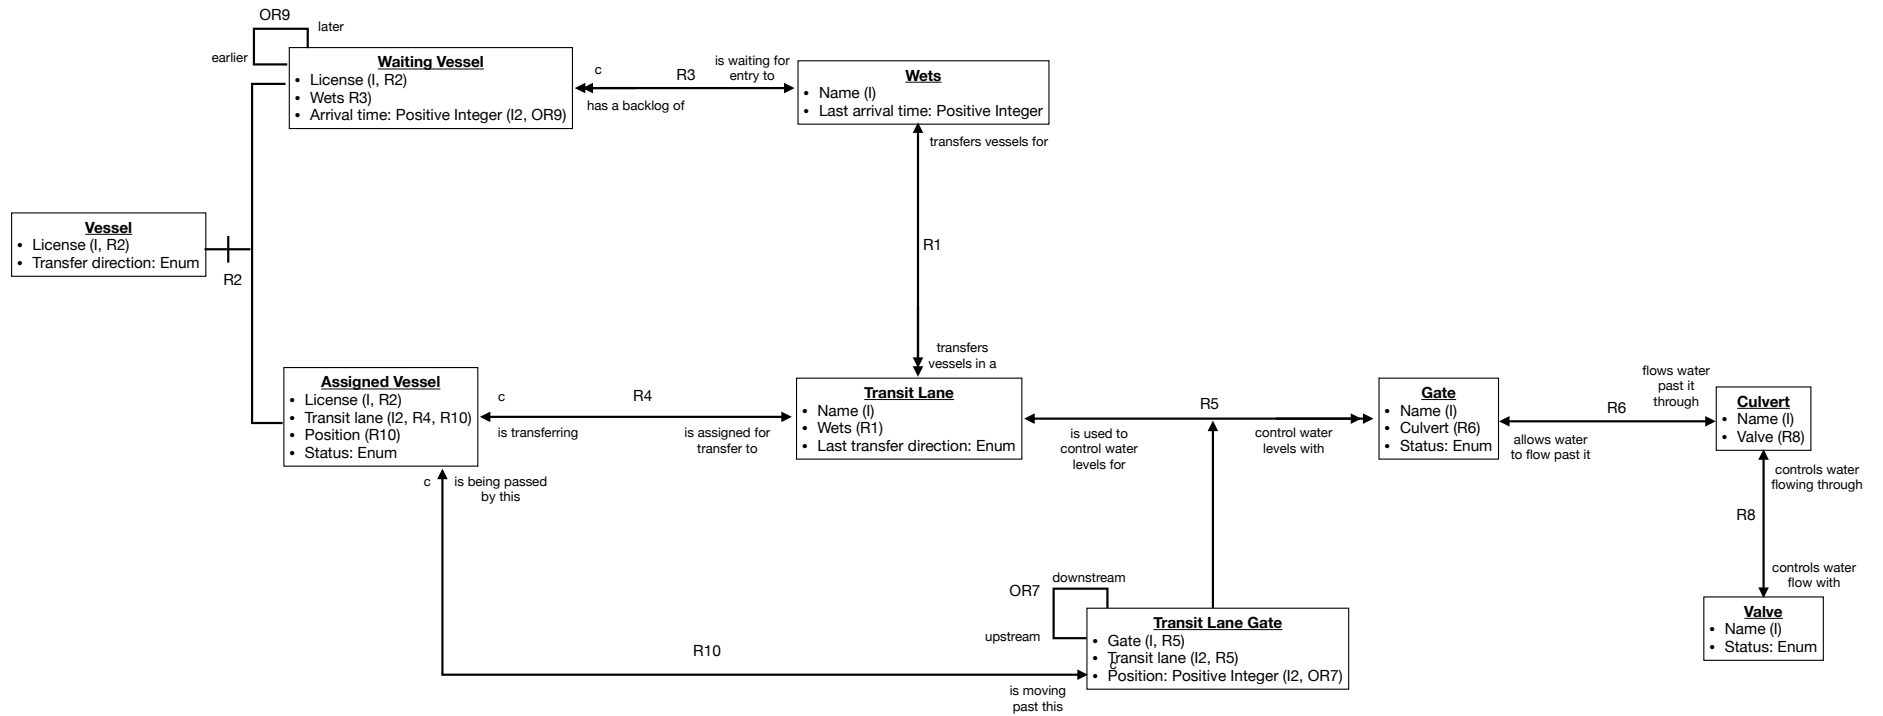 OR9
later
earlier
Waiting Vessel
• License (I, R2)
• Wets R3)
• Arrival time: Positive Integer (I2, OR9)
c
R3
is waiting for
entry to
has a backlog of
Wets
• Name (I)
• Last arrival time: Positive Integer
transfers vessels for
R1
transfers
vessels in a
Vessel
• License (I, R2)
• Transfer direction: Enum
R2
Assigned Vessel
• License (I, R2)
• Transit lane (I2, R4, R10)
• Position (R10)
• Status: Enum
c
R4
is transferring
is assigned for
transfer to
Transit Lane
• Name (I)
• Wets (R1)
• Last transfer direction: Enum
R5
is used to
control water
levels for
control water
levels with
Gate
• Name (I)
• Culvert (R6)
• Status: Enum
flows water
past it
through
R6
allows water
to flow past it
Culvert
• Name (I)
• Valve (R8)
controls water
flowing through
R8
controls water
flow with
Valve
• Name (I)
• Status: Enum
c
is being passed
by this
R10
is moving
past this
OR7
downstream
upstream
Transit Lane Gate
• Gate (I, R5)
• Transit lane (I2, R5)
c
• Position: Positive Integer (I2, OR7)